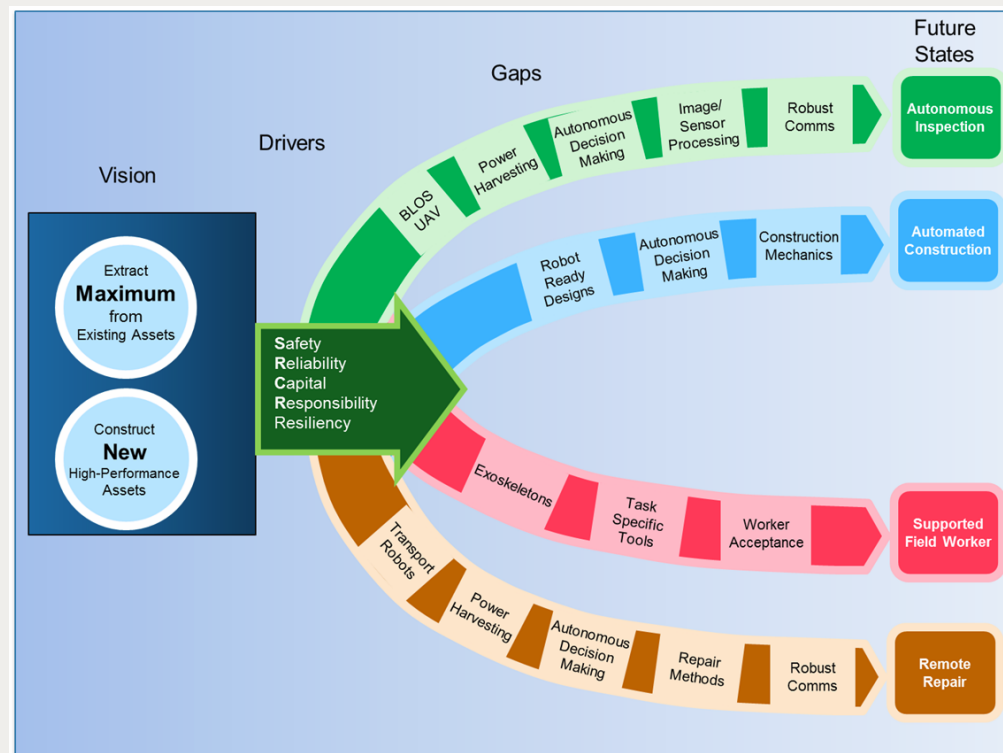 Vision
Extract
Maximum
from
Existing Assets
Construct
New
High-Performance
Assets
Drivers
Safety
Reliability
Capital
Responsibility
Resiliency
Gaps
BLOS
UAV
Power
Harvesting
Autonomous
Decision
Making
Image/
Sensor
Processing
Robust
Comms
Robot
Ready
Designs
Autonomous
Decision
Making
Construction
Mechanics
Exoskeletons
Task
Specific
Tools
Worker
Acceptance
Transport
Robots
Power
Harvesting
Autonomous
Decision
Making
Repair
Methods
Robust
Comms
Future
States
Autonomous
Inspection
Automated
Construction
Supported
Field Worker
Remote
Repair